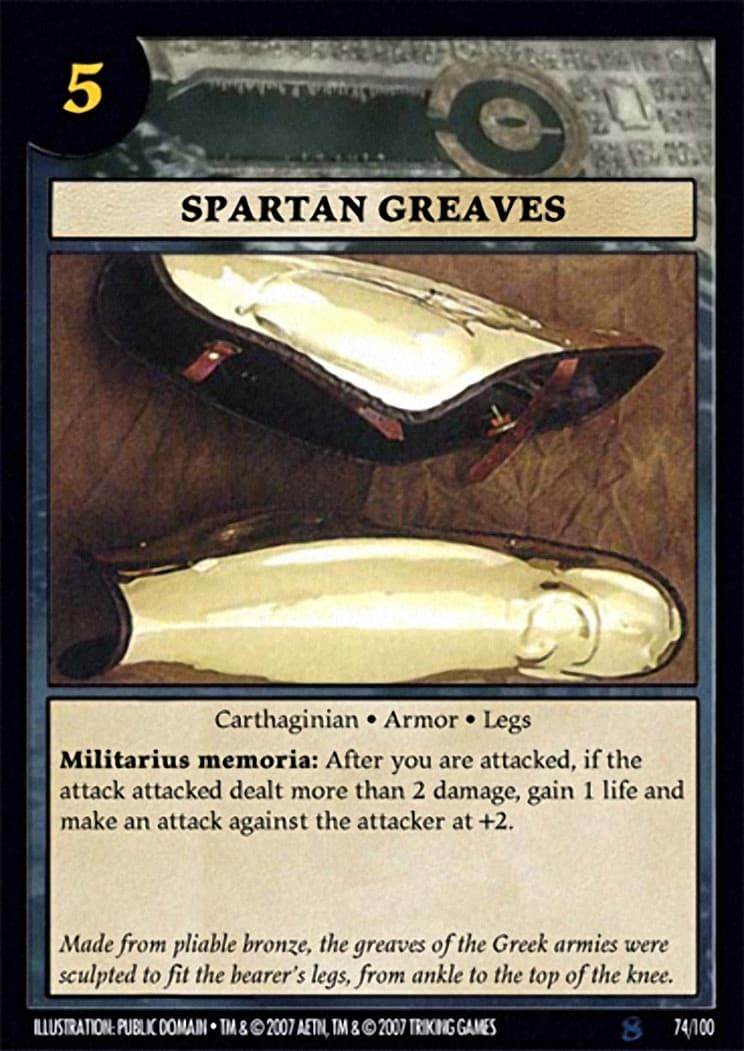 5
SPARTAN GREAVES
Carthaginian • Armor • Legs
Militarius memoria: After you are attacked, if the
attack attacked dealt more than 2 damage, gain 1 life and
make an attack against the attacker at +2.
Made from pliable bronze, the greaves of the Greek armies were
sculpted to fit the bearer's legs, from ankle to the top of the knee.
ILLUSTRATION: PUBLIC DOMAIN • TM & © 2007 AETN, TM & © 2007 TRIKING GAMES 8 74/100